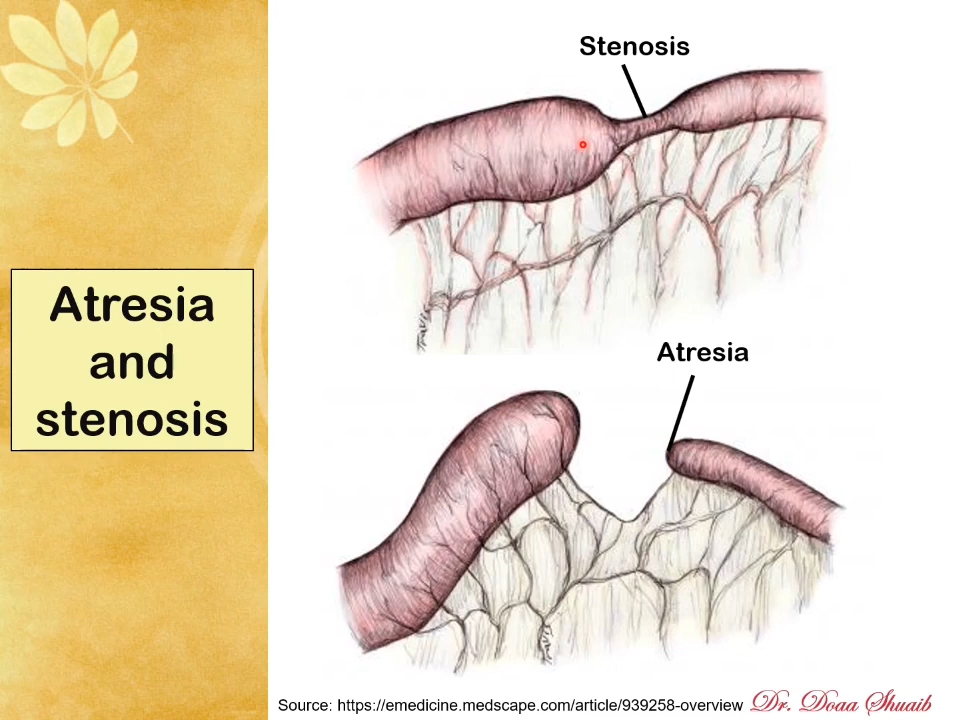 Stenosis
Atresia
and
stenosis
Atresia
Source: https://emedicine.medscape.com/article/939258-overview
Dr. Doaa Shuaib